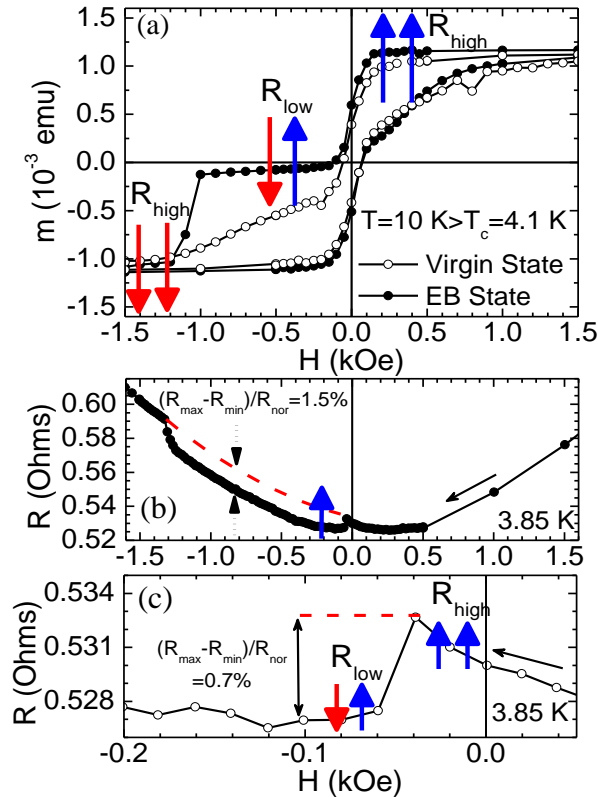 (a)
R_high
R_low
R_high
T=10 K>T_c=4.1 K
Virgin State
EB State
m (10^-3 emu)
1.5
1.0
0.5
0.0
-0.5
-1.0
-1.5
-1.5 -1.0 -0.5 0.0 0.5 1.0 1.5
H (kOe)
(R_max-R_min)/R_nor=1.5%
R (Ohms)
0.60
0.58
0.56
0.54
0.52
(b)
3.85 K
-1.5 -1.0 -0.5 0 0.5 1.0 1.5
H (kOe)
(c)
R_high
(R_max-R_min)/R_nor
=0.7%
R_low
R (Ohms)
0.534
0.531
0.528
3.85 K
-0.2 -0.1 0.0
H (kOe)